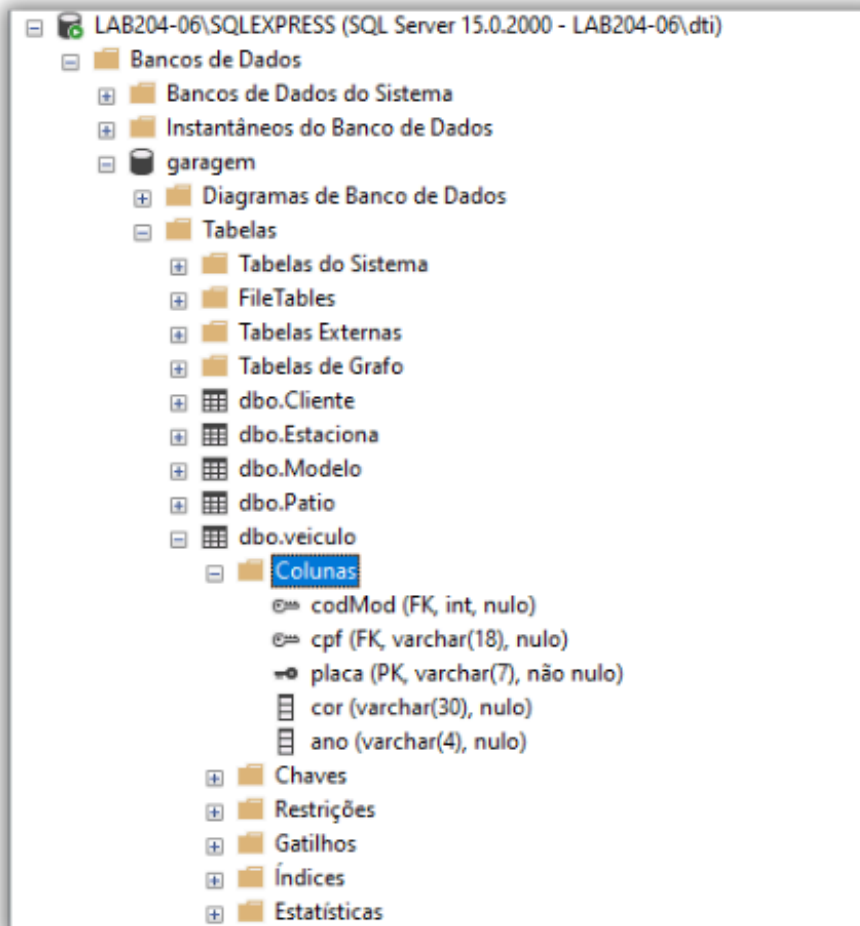 LAB204-06\SQLEXPRESS (SQL Server 15.0.2000 - LAB204-06\dti)
Bancos de Dados
Bancos de Dados do Sistema
Instantâneos do Banco de Dados
garagem
Diagramas de Banco de Dados
Tabelas
Tabelas do Sistema
FileTables
Tabelas Externas
Tabelas de Grafo
dbo.Cliente
dbo.Estaciona
dbo.Modelo
dbo.Patio
dbo.veiculo
Colunas
codMod (FK, int, nulo)
cpf (FK, varchar(18), nulo)
placa (PK, varchar(7), não nulo)
cor (varchar(30), nulo)
ano (varchar(4), nulo)
Chaves
Restrições
Gatilhos
Índices
Estatísticas